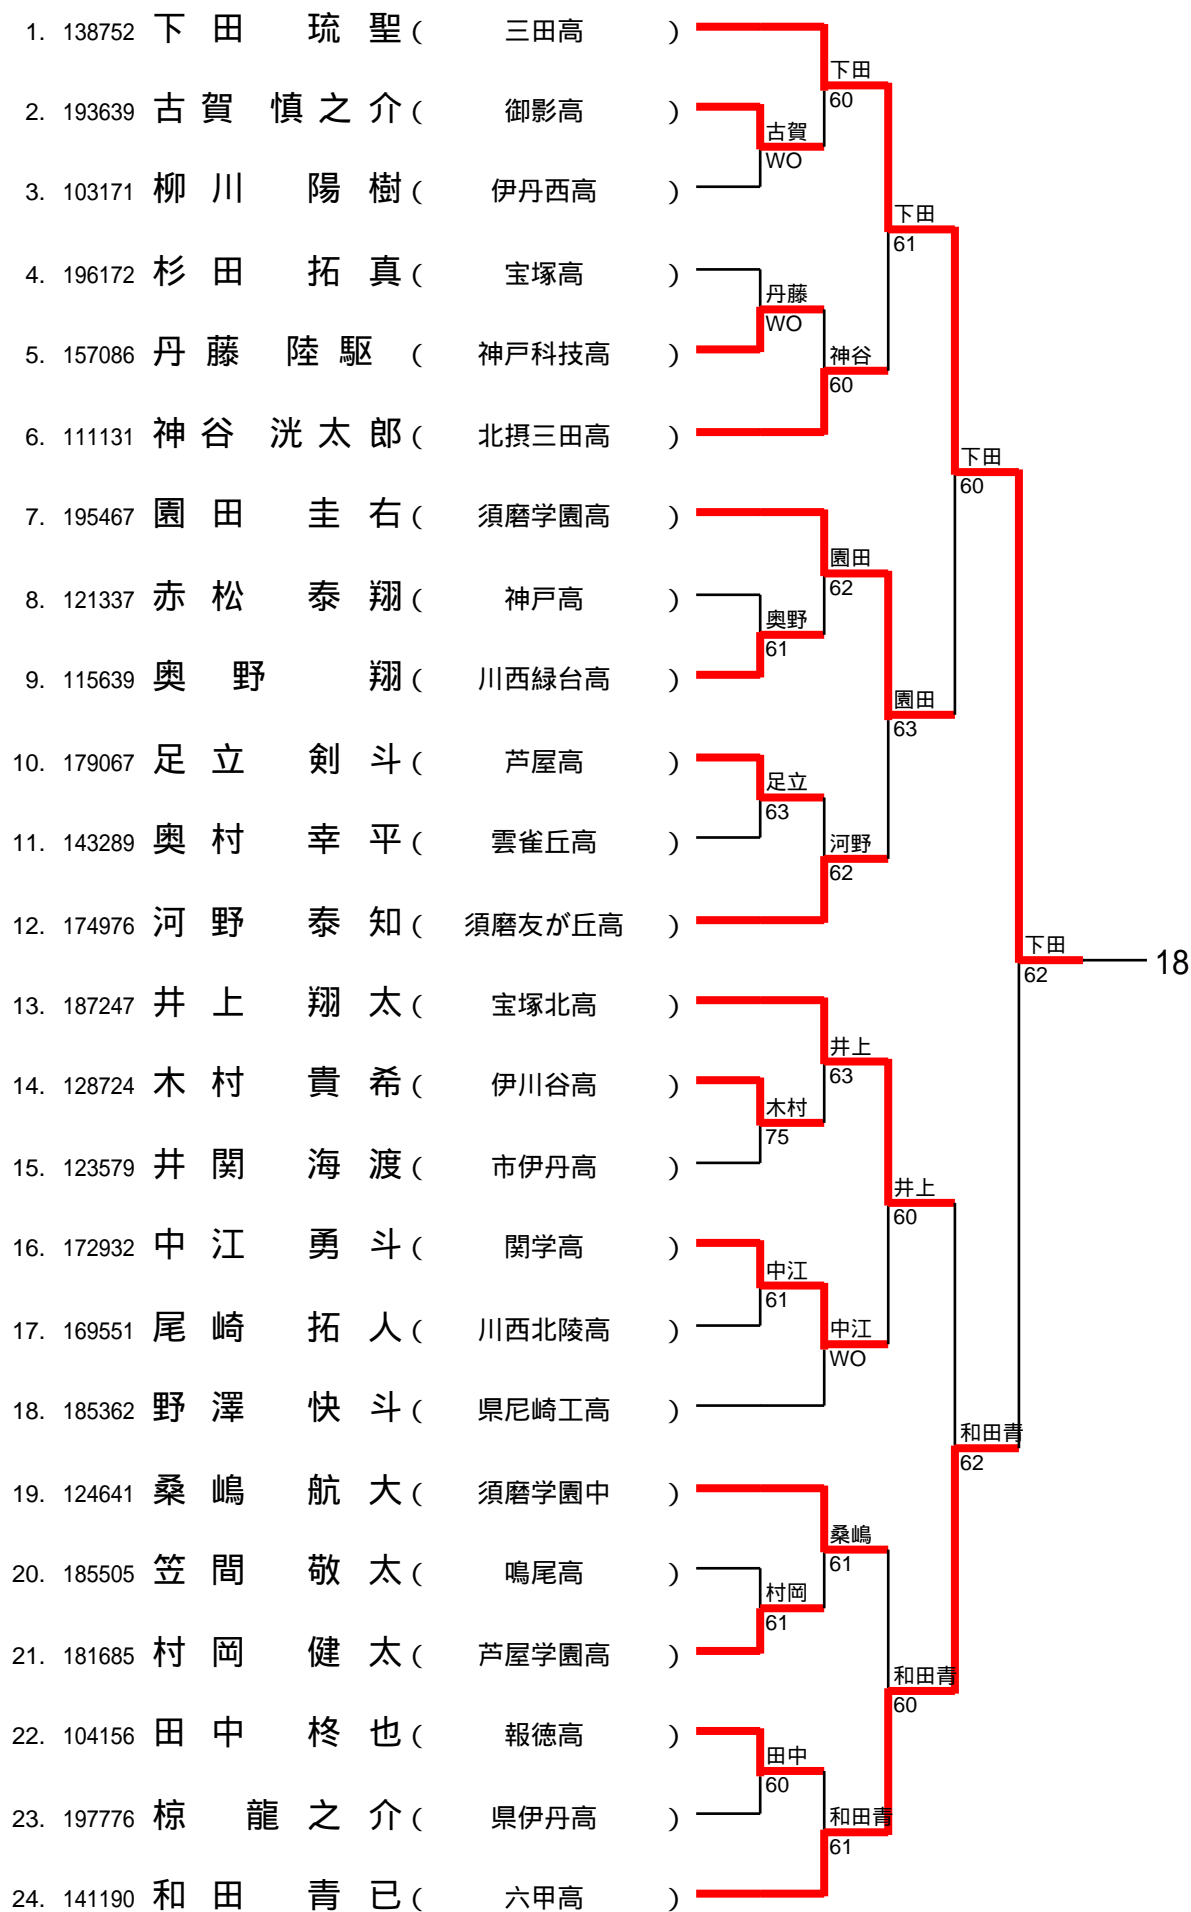 1. 138752 下田 琉聖 ( 三田高 )
下田
60
2. 193639 古賀 慎之介 ( 御影高 )
古賀
WO
3. 103171 柳川 陽樹 ( 伊丹西高 )
下田
61
4. 196172 杉田 拓真 ( 宝塚高 )
丹藤
WO
5. 157086 丹藤 陸駆 ( 神戸科技高 )
神谷
60
6. 111131 神谷 洸太郎 ( 北摂三田高 )
下田
60
7. 195467 園田 圭右 ( 須磨学園高 )
園田
62
8. 121337 赤松 泰翔 ( 神戸高 )
奥野
61
9. 115639 奥野 翔 ( 川西緑台高 )
園田
63
10. 179067 足立 剣斗 ( 芦屋高 )
足立
63
11. 143289 奥村 幸平 ( 雲雀丘高 )
河野
62
12. 174976 河野 泰知 ( 須磨友が丘高 )
下田
62
18
13. 187247 井上 翔太 ( 宝塚北高 )
井上
63
14. 128724 木村 貴希 ( 伊川谷高 )
木村
75
15. 123579 井関 海渡 ( 市伊丹高 )
井上
60
16. 172932 中江 勇斗 ( 関学高 )
中江
61
17. 169551 尾崎 拓人 ( 川西北陵高 )
中江
WO
18. 185362 野澤 快斗 ( 県尼崎工高 )
和田青
62
19. 124641 桑嶋 航大 ( 須磨学園中 )
桑嶋
61
20. 185505 笠間 敬太 ( 鳴尾高 )
村岡
61
21. 181685 村岡 健太 ( 芦屋学園高 )
和田青
60
22. 104156 田中 柊也 ( 報徳高 )
田中
60
23. 197776 椋 龍之介 ( 県伊丹高 )
和田青
61
24. 141190 和田 青已 ( 六甲高 )